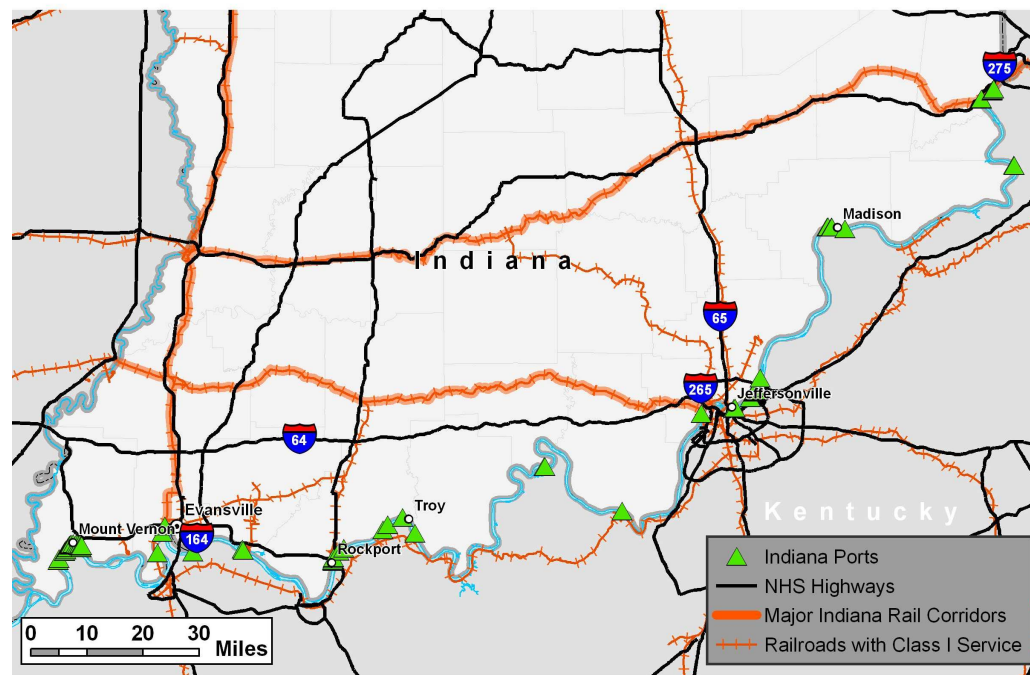 275
Madison
Indiana
65
265
Jeffersonville
64
Troy
Evansville
Mount Vernon
164
Rockport
Kentucky
Indiana Ports
NHS Highways
Major Indiana Rail Corridors
Railroads with Class I Service
0 10 20 30
Miles